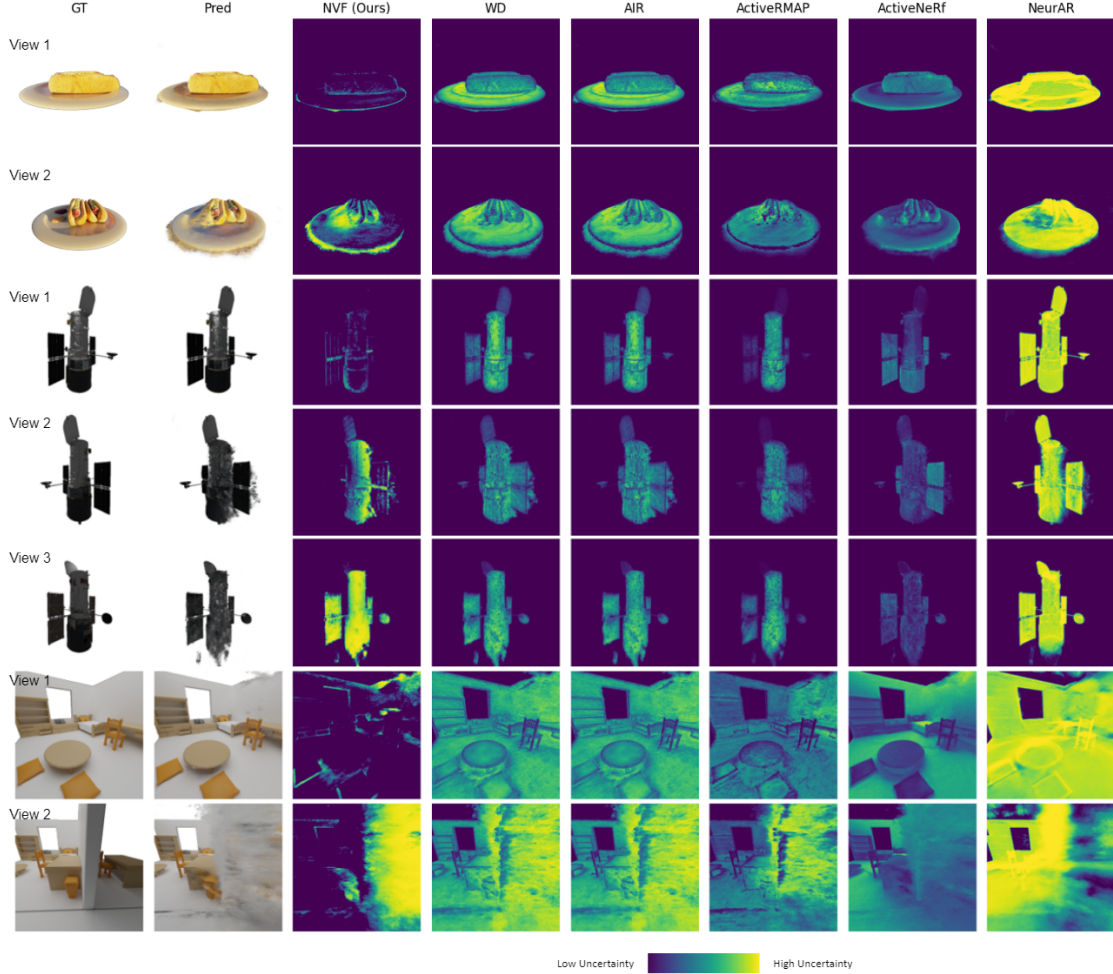 GT Pred NVF (Ours) WD AIR ActiveRMAP ActiveNeRf NeurAR
View 1
View 2
View 1
View 2
View 3
View 1
View 2
Low Uncertainty High Uncertainty